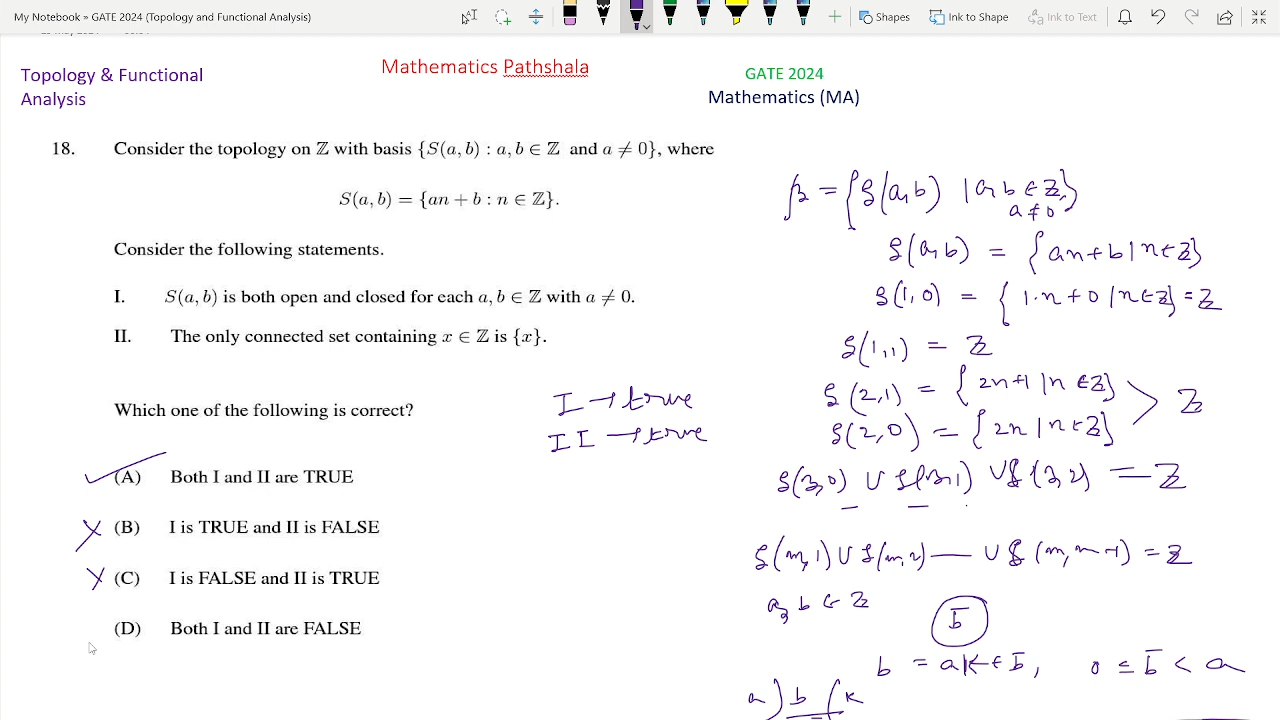 My Notebook » GATE 2024 (Topology and Functional Analysis)
Shapes
Ink to Shape
Ink to Text
Topology & Functional
Analysis
Mathematics Pathshala
GATE 2024
Mathematics (MA)
18. Consider the topology on ℤ with basis {S(a, b) : a, b ∈ ℤ and a ≠ 0}, where
S(a, b) = {an + b : n ∈ ℤ}.
Consider the following statements.
I. S(a, b) is both open and closed for each a, b ∈ ℤ with a ≠ 0.
II. The only connected set containing x ∈ ℤ is {x}.
Which one of the following is correct?
(A) Both I and II are TRUE
(B) I is TRUE and II is FALSE
(C) I is FALSE and II is TRUE
(D) Both I and II are FALSE
I → true
II → true
β = {S(a,b) | a, b ∈ ℤ, a ≠ 0}
S(a,b) = {an+b | n ∈ ℤ}
S(1,0) = {1·n+0 | n ∈ ℤ} = ℤ
S(1,1) = ℤ
S(2,1) = {2n+1 | n ∈ ℤ}
S(2,0) = {2n | n ∈ ℤ} > ℤ
S(3,0) ∪ S(3,1) ∪ S(3,2) = ℤ
S(m,1) ∪ S(m,2) — ∪ S(m,m-1) = ℤ
a, b ∈ ℤ
b̄
b = ak+b̄, 0 ≤ b̄ < a
a ) b ( k